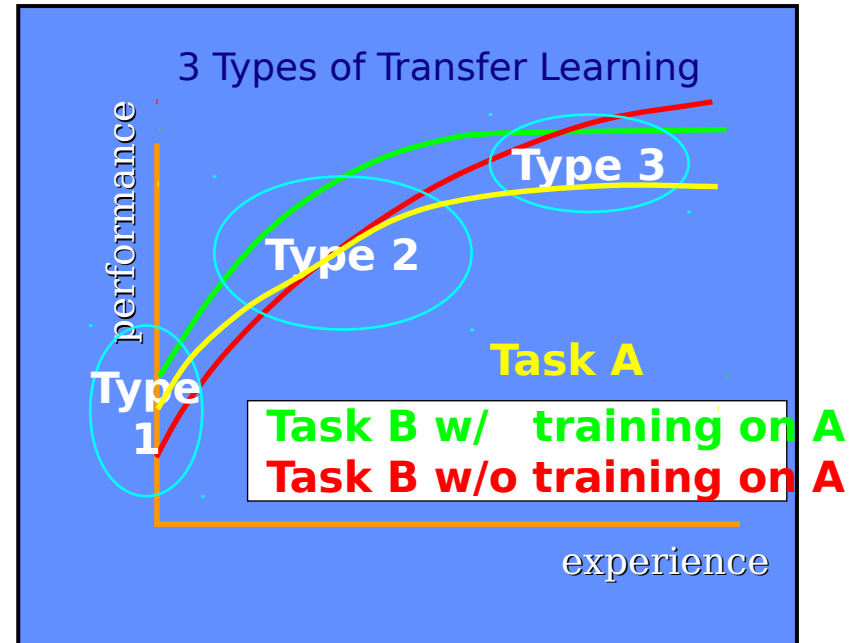 3 Types of Transfer Learning
performance
Type 3
Type 2
Task A
Type
1
Task B w/ training on A
Task B w/o training on A
experience